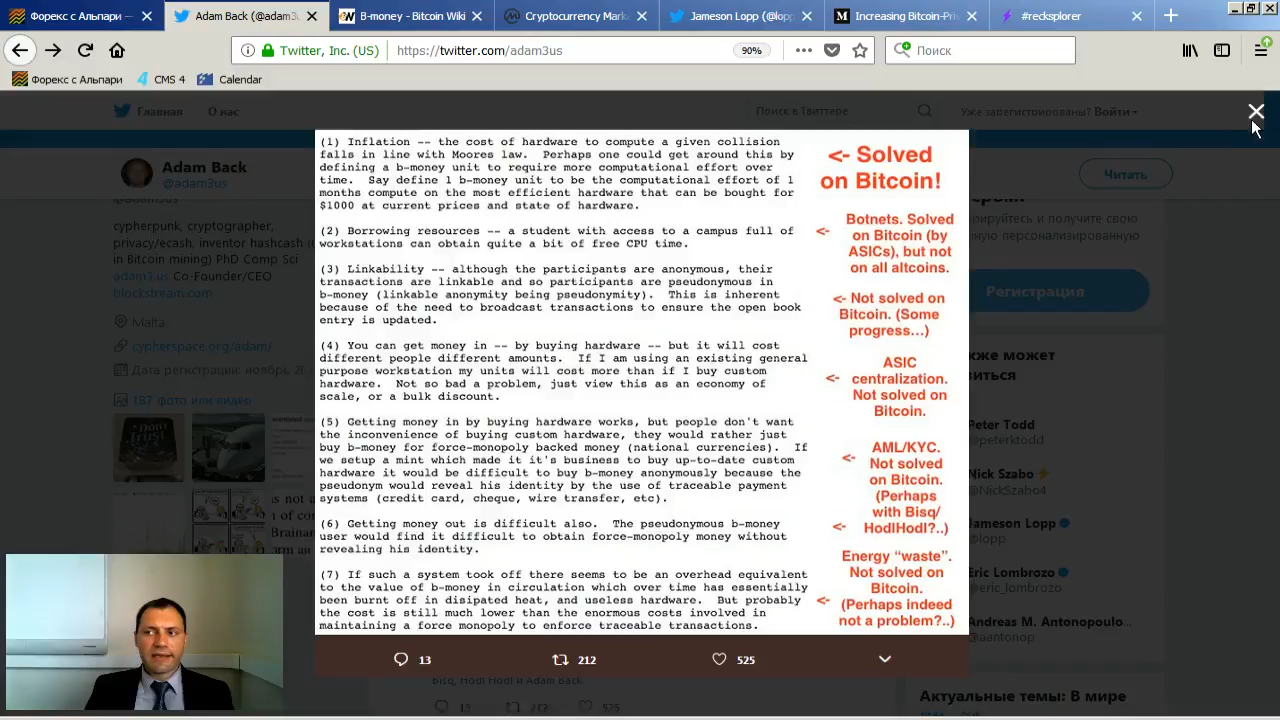 Форекс с Альпари —
Adam Back (@adam3us
B-money - Bitcoin Wiki
Cryptocurrency Mark
Jameson Lopp (@lopp
Increasing Bitcoin-Pri
#recksplorer
Twitter, Inc. (US)
https://twitter.com/adam3us
90%
Поиск
Форекс с Альпари
CMS 4
Calendar
Главная
О нас
Поиск в Твиттере
Уже зарегистрированы? Войти
Adam Back
@adam3us
Читать
cypherpunk, cryptographer,
privacy/ecash, inventor hashcash (
in Bitcoin(mining) PhD Comp Sci
adam3.us Co-Founder/CEO
blockstream.com
Malta
cypherspace.org/adam/
Дата регистрации: ноябрь, 20
187 фото или видео
(1) Inflation -- the cost of hardware to compute a given collision
falls in line with Moores law.  Perhaps one could get around this by
defining a b-money unit to require more computational effort over
time.  Say define 1 b-money unit to be the computational effort of 1
months compute on the most efficient hardware that can be bought for
$1000 at current prices and state of hardware.
<- Solved
on Bitcoin!
(2) Borrowing resources -- a student with access to a campus full of
workstations can obtain quite a bit of free CPU time.
<- Botnets. Solved
on Bitcoin (by
ASICs), but not
on all altcoins.
(3) Linkability -- although the participants are anonymous, their
transactions are linkable and so participants are pseudonymous in
b-money (linkable anonymity being pseudonymity).  This is inherent
because of the need to broadcast transactions to ensure the open book
entry is updated.
<- Not solved on
Bitcoin. (Some
progress...)
(4) You can get money in -- by buying hardware -- but it will cost
different people different amounts.  If I am using an existing general
purpose workstation my units will cost more than if I buy custom
hardware.  Not so bad a problem, just view this as an economy of
scale, or a bulk discount.
ASIC
<- centralization.
Not solved on
Bitcoin.
(5) Getting money in by buying hardware works, but people don't want
the inconvenience of buying custom hardware, they would rather just
buy b-money for force-monopoly backed money (national currencies).  If
we setup a mint which made it it's business to buy up-to-date custom
hardware it would be difficult to buy b-money anonymously because the
pseudonym would reveal his identity by the use of traceable payment
systems (credit card, cheque, wire transfer, etc).
(6) Getting money out is difficult also.  The pseudonymous b-money
user would find it difficult to obtain force-monopoly money without
revealing his identity.
AML/KYC.
<- Not solved
on Bitcoin.
(Perhaps
with Bisq/
<- HodlHodl?..)
(7) If such a system took off there seems to be an overhead equivalent
to the value of b-money in circulation which over time has essentially
been burnt off in disipated heat, and useless hardware.  But probably
the cost is still much lower than the enormous costs involved in
maintaining a force monopoly to enforce traceable transactions.
Energy “waste”.
Not solved on
Bitcoin.
<- (Perhaps indeed
not a problem?..)
13
212
525
bisq, Hodl Hodl и Adam Back
13
212
525
Регистрация
Peter Todd
@peterktodd
Nick Szabo
@NickSzabo4
Jameson Lopp
@lopp
Eric Lombrozo
@eric_lombrozo
Andreas M. Antonopoulo...
@aantonop
Актуальные темы: В мире